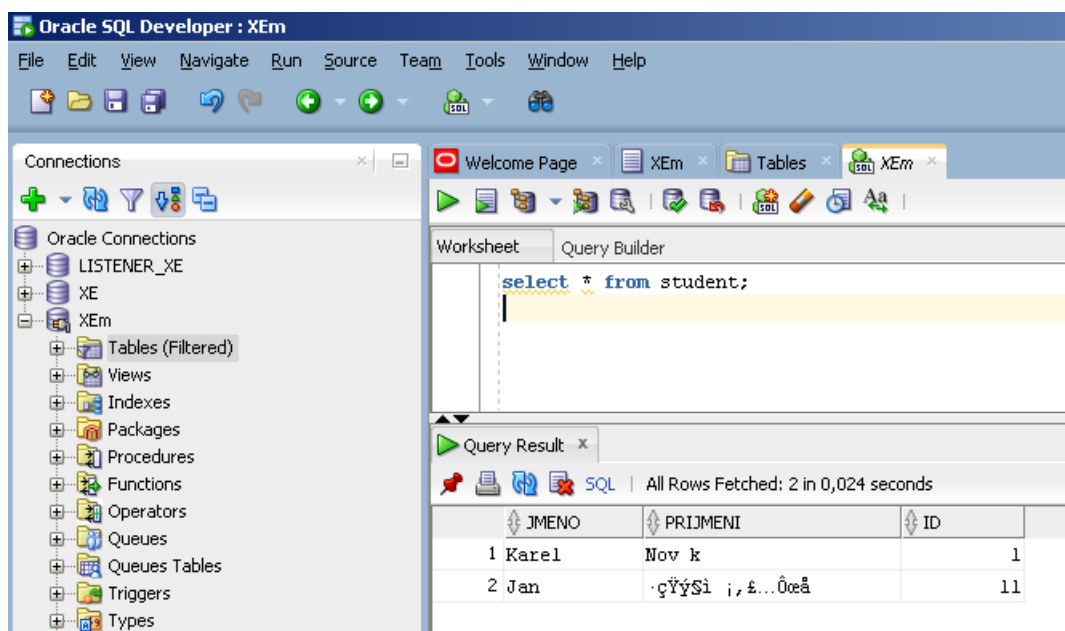 Oracle SQL Developer : XEm
File Edit View Navigate Run Source Team Tools Window Help
Connections
Welcome Page XEm Tables XEm
Oracle Connections
LISTENER_XE
XE
XEm
Tables (Filtered)
Views
Indexes
Packages
Procedures
Functions
Operators
Queues
Queues Tables
Triggers
Types
Worksheet Query Builder
select * from student;
Query Result
SQL | All Rows Fetched: 2 in 0,024 seconds
JMENO PRIJMENI ID
1 Karel Nov k 1
2 Jan ·çŸý§ì ¡‚£…Ôœå 11